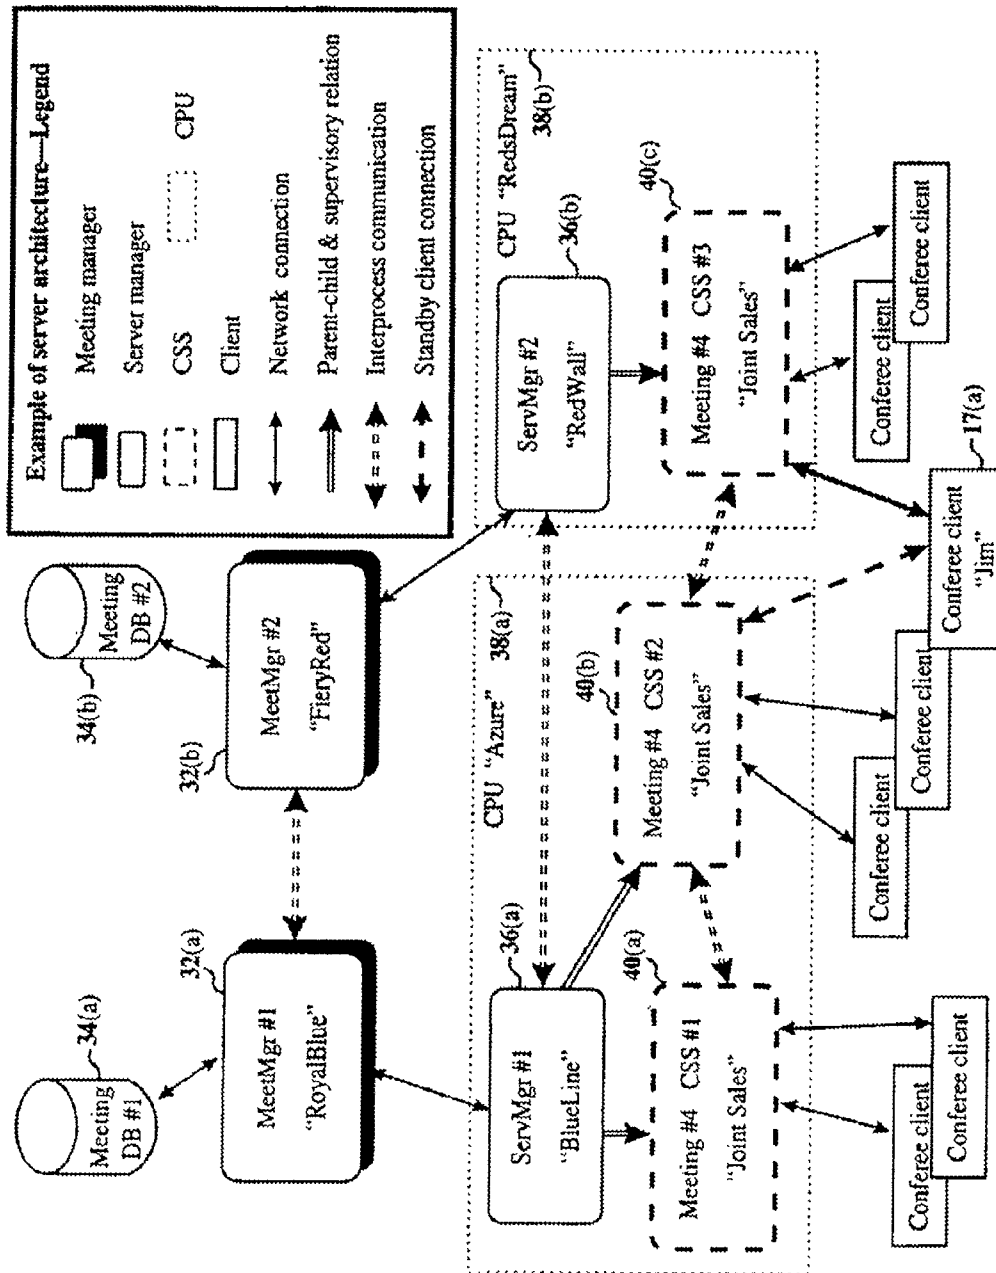 Example of server architecture—Legend
Meeting manager
Server manager
CSS
CPU
Client
Network connection
Parent-child & supervisory relation
Interprocess communication
Standby client connection
34(a)
Meeting
DB #1
34(b)
Meeting
DB #2
32(a)
MeetMgr #1
“RoyalBlue”
32(b)
MeetMgr #2
“FieryRed”
CPU “Azure”
38(a)
CPU “RedsDream”
38(b)
36(a)
ServMgr #1
“BlueLine”
36(b)
ServMgr #2
“RedWall”
40(a)
Meeting #4 CSS #1
“Joint Sales”
40(b)
Meeting #4 CSS #2
“Joint Sales”
40(c)
Meeting #4 CSS #3
“Joint Sales”
Conferee client
Conferee client
Conferee client
Conferee client
Conferee client
“Jim”
17(a)
Conferee client
Conferee client